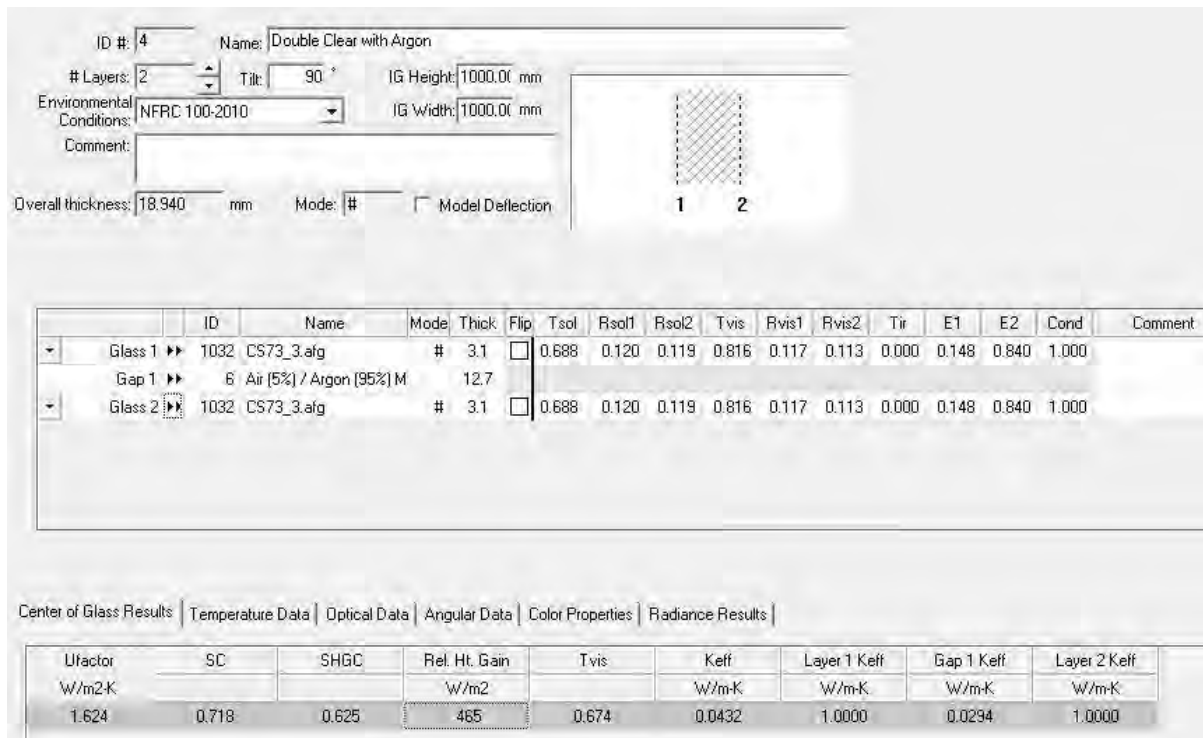 ID #: 4 Name: Double Clear with Argon
# Layers: 2 Tilt: 90 ° IG Height: 1000.00 mm
Environmental Conditions: NFRC 100-2010 IG Width: 1000.00 mm
Comment:
Overall thickness: 18.940 mm Mode: # Model Deflection
1 2
ID Name Mode Thick Flip Tsol Rsol1 Rsol2 Tvis Rvis1 Rvis2 Tir E1 E2 Cond Comment
Glass 1 ▸▸ 1032 CS73_3.afg # 3.1 0.688 0.120 0.119 0.816 0.117 0.113 0.000 0.148 0.840 1.000
Gap 1 ▸▸ 6 Air (5%) / Argon (95%) M 12.7
Glass 2 ▸▸ 1032 CS73_3.afg # 3.1 0.688 0.120 0.119 0.816 0.117 0.113 0.000 0.148 0.840 1.000
Center of Glass Results | Temperature Data | Optical Data | Angular Data | Color Properties | Radiance Results |
Ufactor SC SHGC Rel. Ht. Gain Tvis Keff Layer 1 Keff Gap 1 Keff Layer 2 Keff
W/m2-K W/m2 W/m-K W/m-K W/m-K W/m-K
1.624 0.718 0.625 465 0.674 0.0432 1.0000 0.0294 1.0000